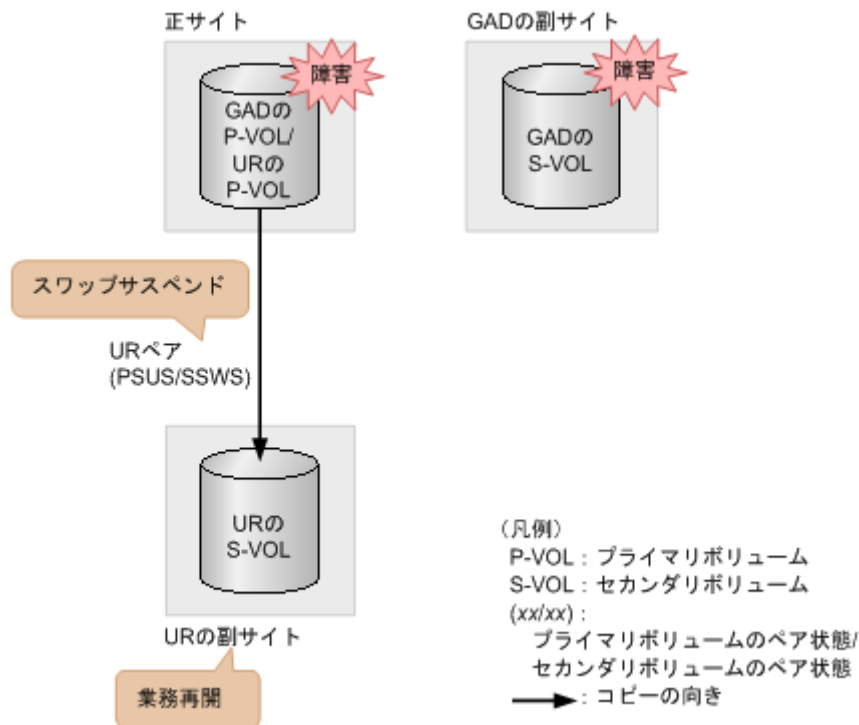 正サイト
GADの副サイト
障害
障害
GADの
P-VOL/
URの
P-VOL
GADの
S-VOL
スワップサスペンド
URペア
(PSUS/SSWS)
URの
S-VOL
URの副サイト
業務再開
（凡例）
P-VOL：プライマリボリューム
S-VOL：セカンダリボリューム
(xx/xx)：
プライマリボリュームのペア状態/
セカンダリボリュームのペア状態
：コピーの向き